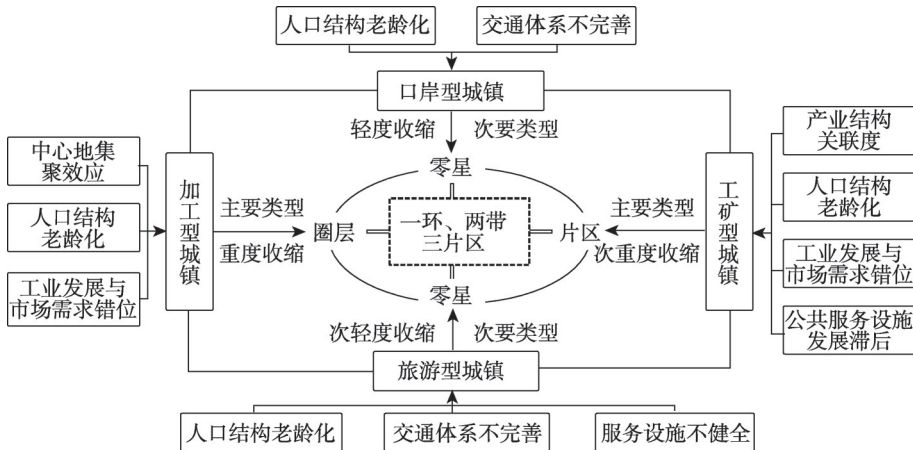 人口结构老龄化
交通体系不完善
口岸型城镇
轻度收缩
次要类型
零星
中心地集
聚效应
人口结构
老龄化
工业发展与
市场需求错位
加工型城镇
主要类型
重度收缩
圈层
一环、两带
三片区
片区
主要类型
次重度收缩
工矿型城镇
产业结构
关联度
人口结构
老龄化
工业发展与
市场需求错位
公共服务设施
发展滞后
零星
次轻度收缩
次要类型
旅游型城镇
人口结构老龄化
交通体系不完善
服务设施不健全